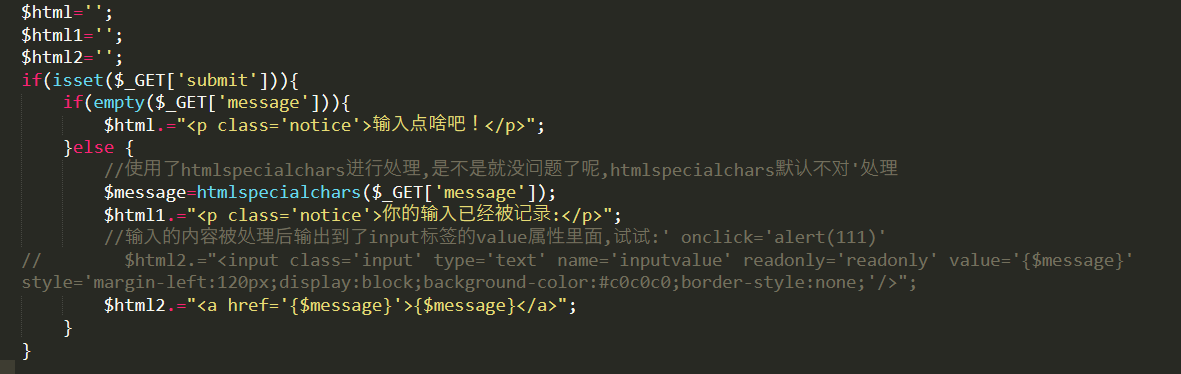 $html='';
$html1='';
$html2='';
if(isset($_GET['submit'])){
    if(empty($_GET['message'])){
        $html.="<p class='notice'>输入点啥吧！</p>";
    }else {
        //使用了htmlspecialchars进行处理,是不是就没问题了呢,htmlspecialchars默认不对'处理
        $message=htmlspecialchars($_GET['message']);
        $html1.="<p class='notice'>你的输入已经被记录:</p>";
        //输入的内容被处理后输出到了input标签的value属性里面,试试:' onclick='alert(111)'
//        $html2.="<input class='input' type='text' name='inputvalue' readonly='readonly' value='{$message}'
style='margin-left:120px;display:block;background-color:#c0c0c0;border-style:none;'/>";
        $html2.="<a href='{$message}'>{$message}</a>";
    }
}